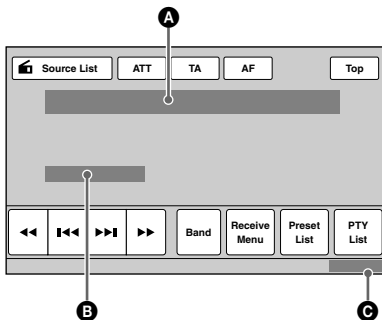 A
Source List ATT TA AF Top
Band Receive Menu Preset List PTY List
B C